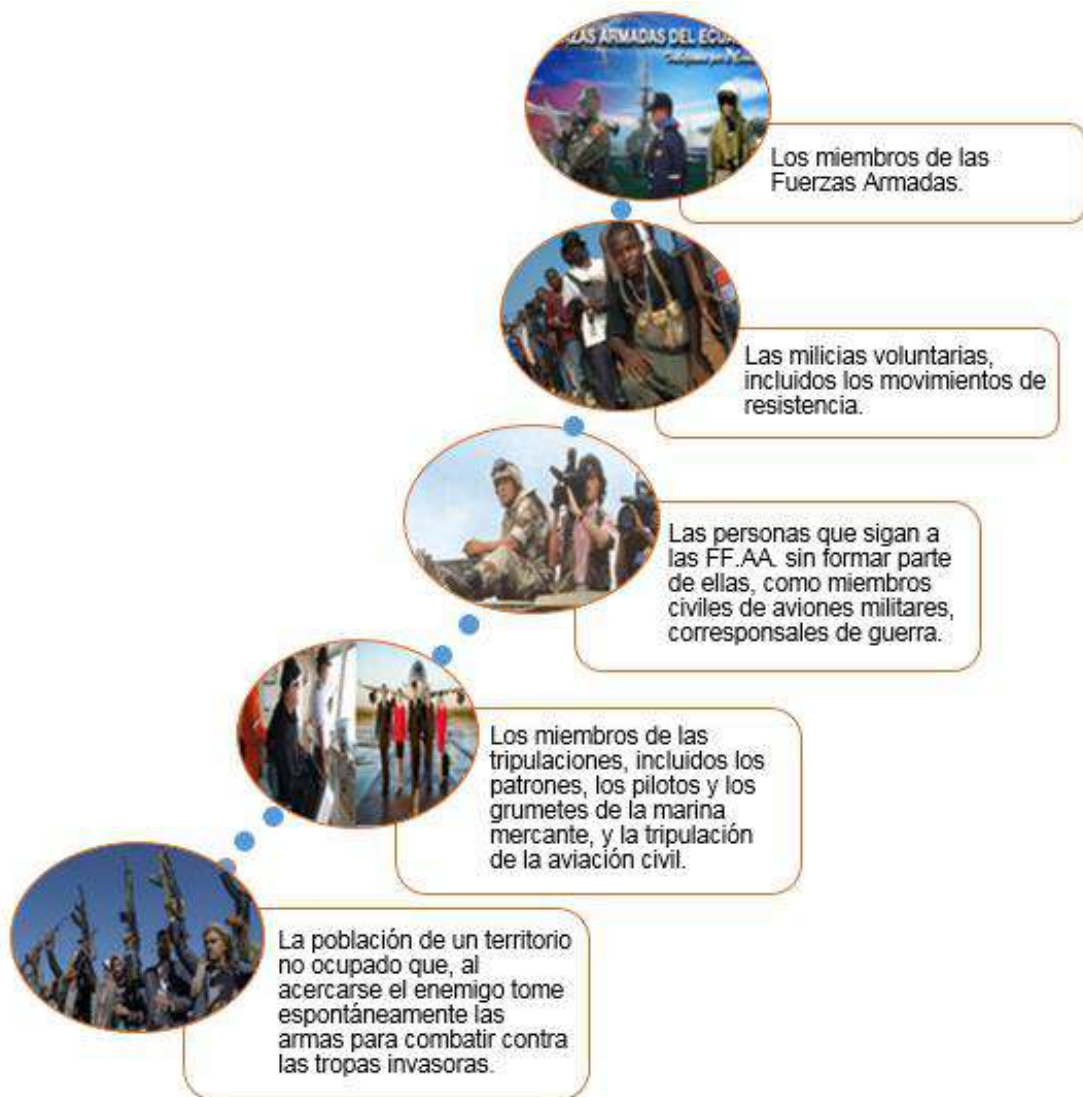 ZAS ARMADAS DEL ECUA
Los miembros de las
Fuerzas Armadas.
Las milicias voluntarias,
incluidos los movimientos de
resistencia.
Las personas que sigan a
las FF.AA. sin formar parte
de ellas, como miembros
civiles de aviones militares,
corresponsales de guerra.
Los miembros de las
tripulaciones, incluidos los
patrones, los pilotos y los
grumetes de la marina
mercante, y la tripulación
de la aviación civil.
La población de un territorio
no ocupado que, al
acercarse el enemigo tome
espontáneamente las
armas para combatir contra
las tropas invasoras.